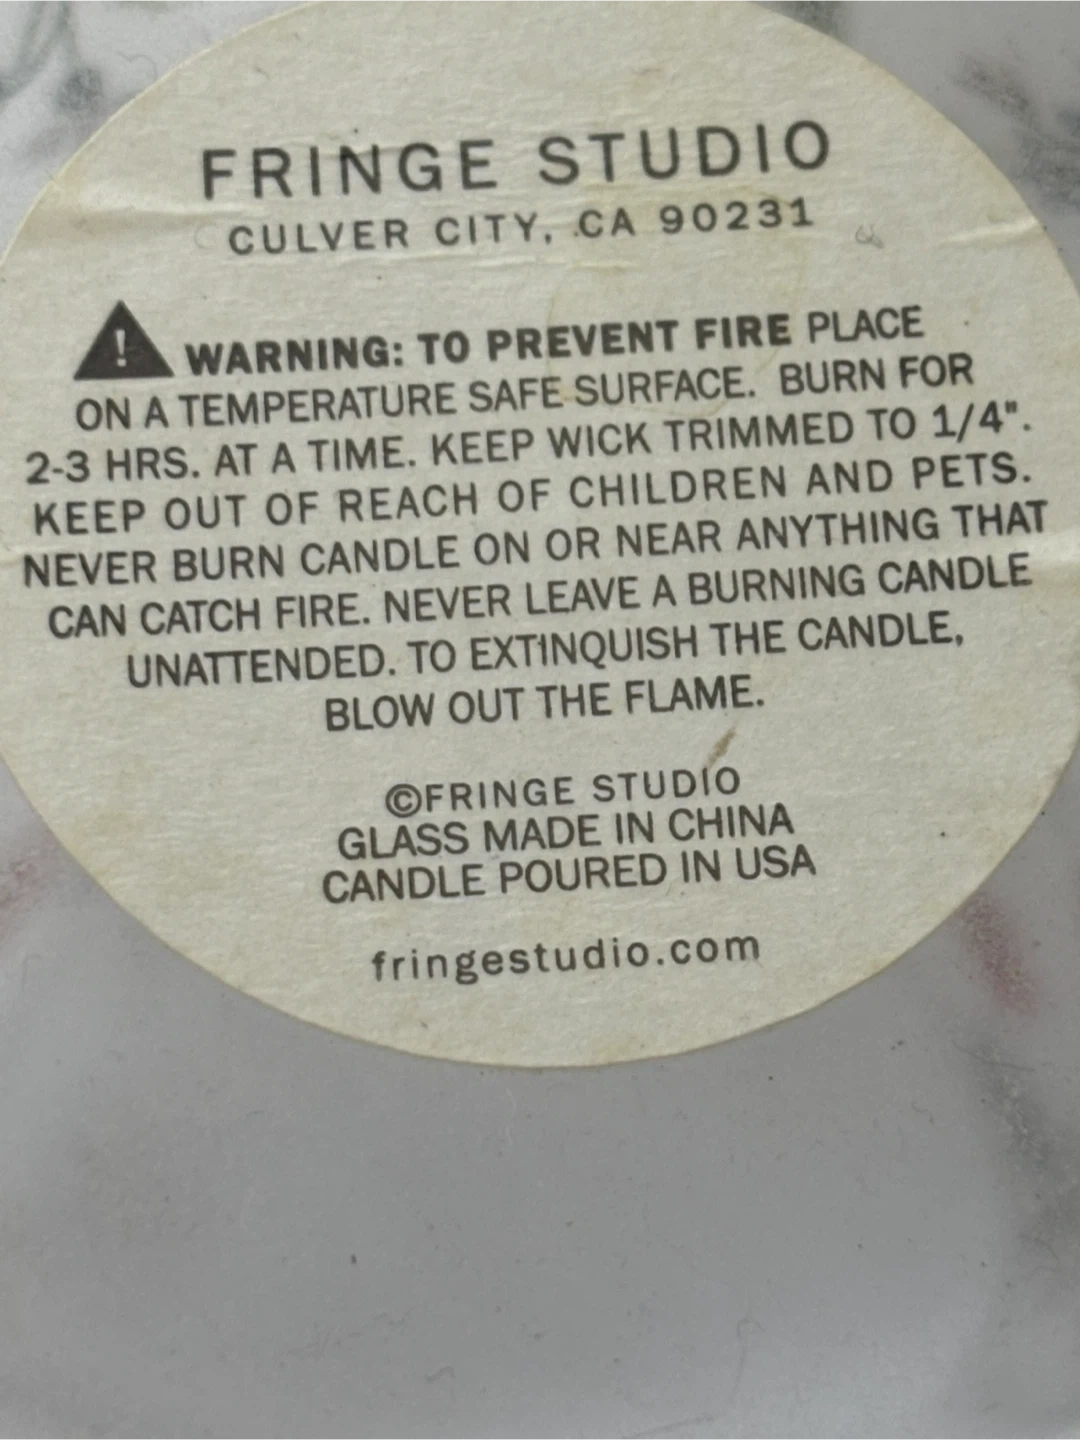 FRINGE STUDIO
CULVER CITY, CA 90231
! WARNING: TO PREVENT FIRE PLACE
ON A TEMPERATURE SAFE SURFACE. BURN FOR
2-3 HRS. AT A TIME. KEEP WICK TRIMMED TO 1/4".
KEEP OUT OF REACH OF CHILDREN AND PETS.
NEVER BURN CANDLE ON OR NEAR ANYTHING THAT
CAN CATCH FIRE. NEVER LEAVE A BURNING CANDLE
UNATTENDED. TO EXTINQUISH THE CANDLE,
BLOW OUT THE FLAME.
©FRINGE STUDIO
GLASS MADE IN CHINA
CANDLE POURED IN USA
fringestudio.com